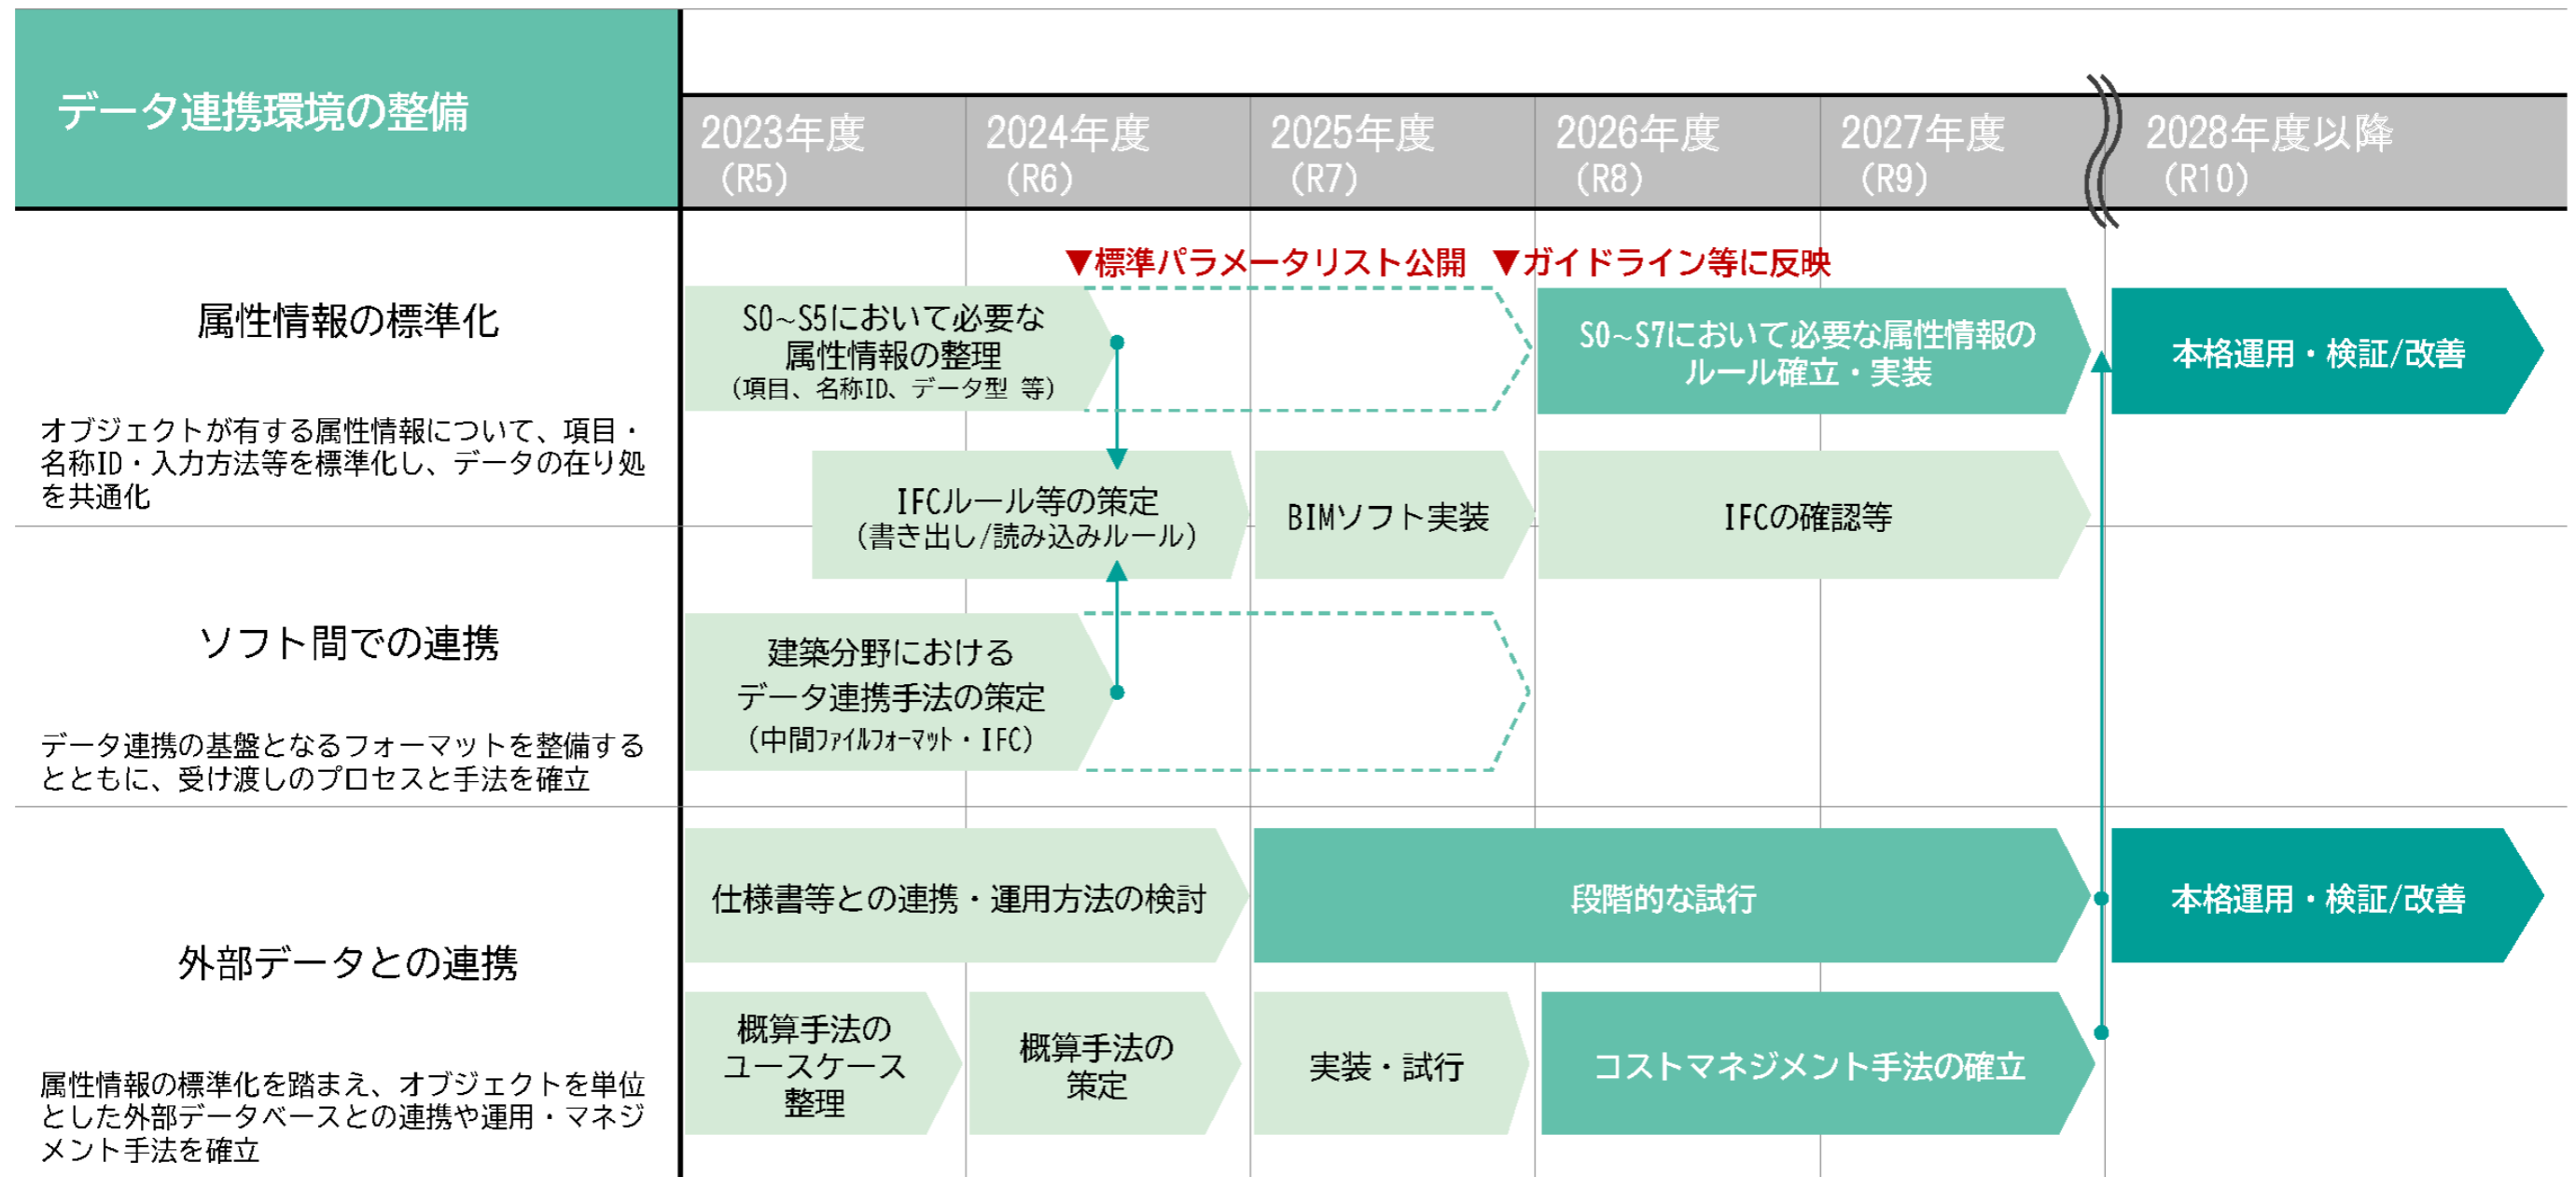 データ連携環境の整備
2023年度
（R5）
2024年度
（R6）
2025年度
（R7）
2026年度
（R8）
2027年度
（R9）
2028年度以降
（R10）
▼標準パラメータリスト公開
▼ガイドライン等に反映
属性情報の標準化
オブジェクトが有する属性情報について、項目・
名称ID・入力方法等を標準化し、データの在り処
を共通化
S0~S5において必要な
属性情報の整理
（項目、名称ID、データ型 等）
S0~S7において必要な属性情報の
ルール確立・実装
本格運用・検証/改善
IFCルール等の策定
（書き出し/読み込みルール）
BIMソフト実装
IFCの確認等
ソフト間での連携
データ連携の基盤となるフォーマットを整備する
とともに、受け渡しのプロセスと手法を確立
建築分野における
データ連携手法の策定
（中間ﾌｧｲﾙﾌｫｰﾏｯﾄ・IFC）
外部データとの連携
属性情報の標準化を踏まえ、オブジェクトを単位
とした外部データベースとの連携や運用・マネジ
メント手法を確立
仕様書等との連携・運用方法の検討
段階的な試行
本格運用・検証/改善
概算手法の
ユースケース
整理
概算手法の
策定
実装・試行
コストマネジメント手法の確立